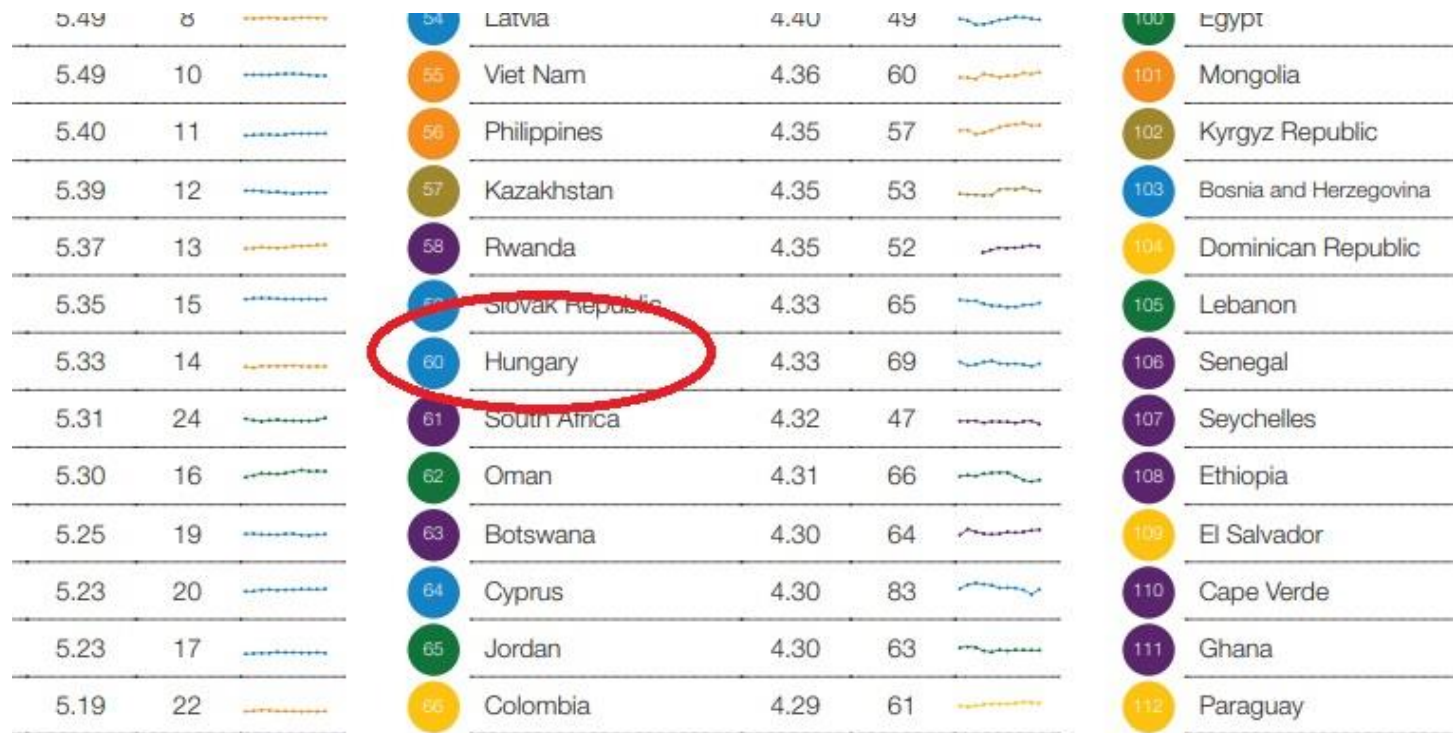 5.49 8 54 Latvia 4.40 49 100 Egypt
5.49 10 55 Viet Nam 4.36 60 101 Mongolia
5.40 11 56 Philippines 4.35 57 102 Kyrgyz Republic
5.39 12 57 Kazakhstan 4.35 53 103 Bosnia and Herzegovina
5.37 13 58 Rwanda 4.35 52 104 Dominican Republic
5.35 15 59 Slovak Republic 4.33 65 105 Lebanon
5.33 14 60 Hungary 4.33 69 106 Senegal
5.31 24 61 South Africa 4.32 47 107 Seychelles
5.30 16 62 Oman 4.31 66 108 Ethiopia
5.25 19 63 Botswana 4.30 64 109 El Salvador
5.23 20 64 Cyprus 4.30 83 110 Cape Verde
5.23 17 65 Jordan 4.30 63 111 Ghana
5.19 22 66 Colombia 4.29 61 112 Paraguay